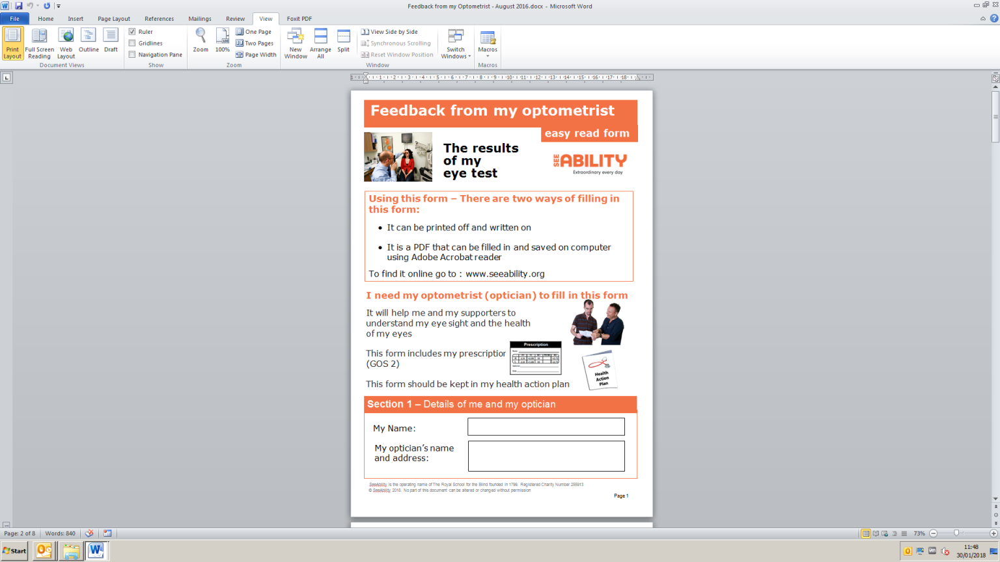 Feedback from my Optometrist - August 2016.docx - Microsoft Word
File Home Insert Page Layout References Mailings Review View Foxit PDF
Print Layout
Full Screen Reading
Web Layout
Outline
Draft
Document Views
Ruler
Gridlines
Navigation Pane
Show
Zoom
100%
One Page
Two Pages
Page Width
Zoom
New Window
Arrange All
Split
View Side by Side
Synchronous Scrolling
Reset Window Position
Window
Switch Windows
Macros
Macros
Feedback from my optometrist
easy read form
The results
of my
eye test
SEE ABILITY
Extraordinary every day
Using this form – There are two ways of filling in
this form:
• It can be printed off and written on
• It is a PDF that can be filled in and saved on computer
using Adobe Acrobat reader
To find it online go to : www.seeability.org
I need my optometrist (optician) to fill in this form
It will help me and my supporters to
understand my eye sight and the health
of my eyes
This form includes my prescription
(GOS 2)
Prescription
Health
Action
Plan
This form should be kept in my health action plan
Section 1 – Details of me and my optician
My Name:
My optician’s name
and address:
SeeAbility is the operating name of The Royal School for the Blind founded in 1799. Registered Charity Number 255913
© SeeAbility 2016. No part of this document can be altered or changed without permission
Page 1
Page: 2 of 8 Words: 840 73%
Start
11:48
30/01/2018